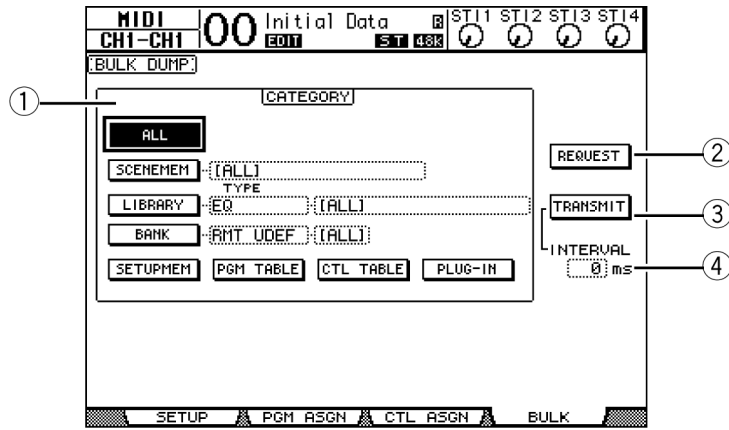 MIDI 00 Initial Data R ST11 STI2 STI3 STI4
CH1-CH1 EDIT ST 48K
BULK DUMP
1
CATEGORY
ALL
REQUEST 2
SCENEMEM [ALL]
TYPE
LIBRARY EQ [ALL]
TRANSMIT 3
BANK RMT UDEF [ALL]
INTERVAL
SETUPMEM PGM TABLE CTL TABLE PLUG-IN
0 ms 4
SETUP PGM ASGN CTL ASGN BULK